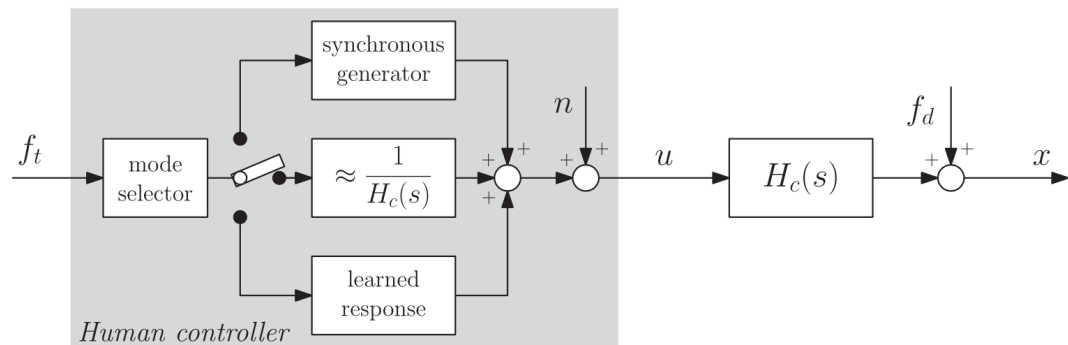 synchronous
generator
n
f_d
f_t
mode
selector
≈ 1/H_c(s)
+
+
+
+
+
u
H_c(s)
+
+
x
learned
response
Human controller